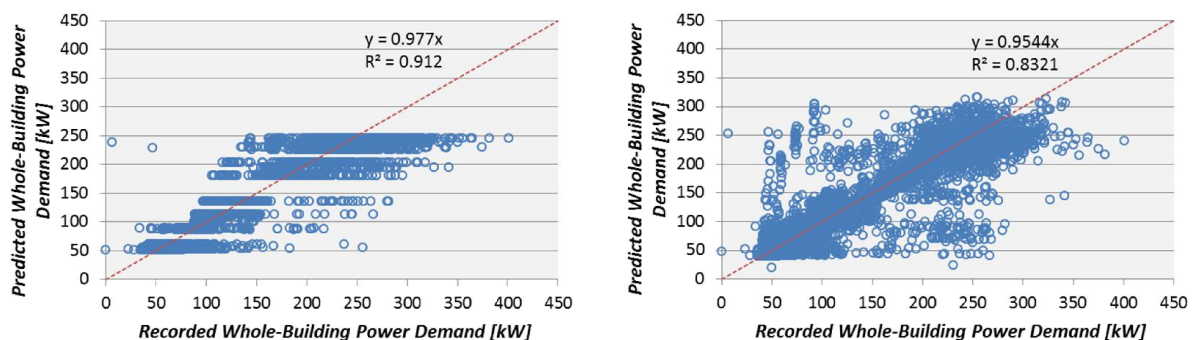 Predicted Whole-Building Power
Demand [kW]
450
400
350
300
250
200
150
100
50
0
y = 0.977x
R² = 0.912
0 50 100 150 200 250 300 350 400 450
Recorded Whole-Building Power Demand [kW]
Predicted Whole-Building Power
Demand [kW]
450
400
350
300
250
200
150
100
50
0
y = 0.9544x
R² = 0.8321
0 50 100 150 200 250 300 350 400 450
Recorded Whole-Building Power Demand [kW]